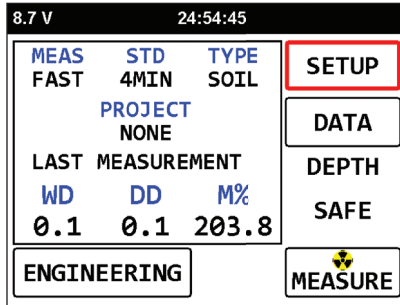 8.7 V 24:54:45
MEAS STD TYPE
FAST 4MIN SOIL
PROJECT
NONE
LAST MEASUREMENT
WD DD M%
0.1 0.1 203.8
ENGINEERING
SETUP
DATA
DEPTH
SAFE
MEASURE